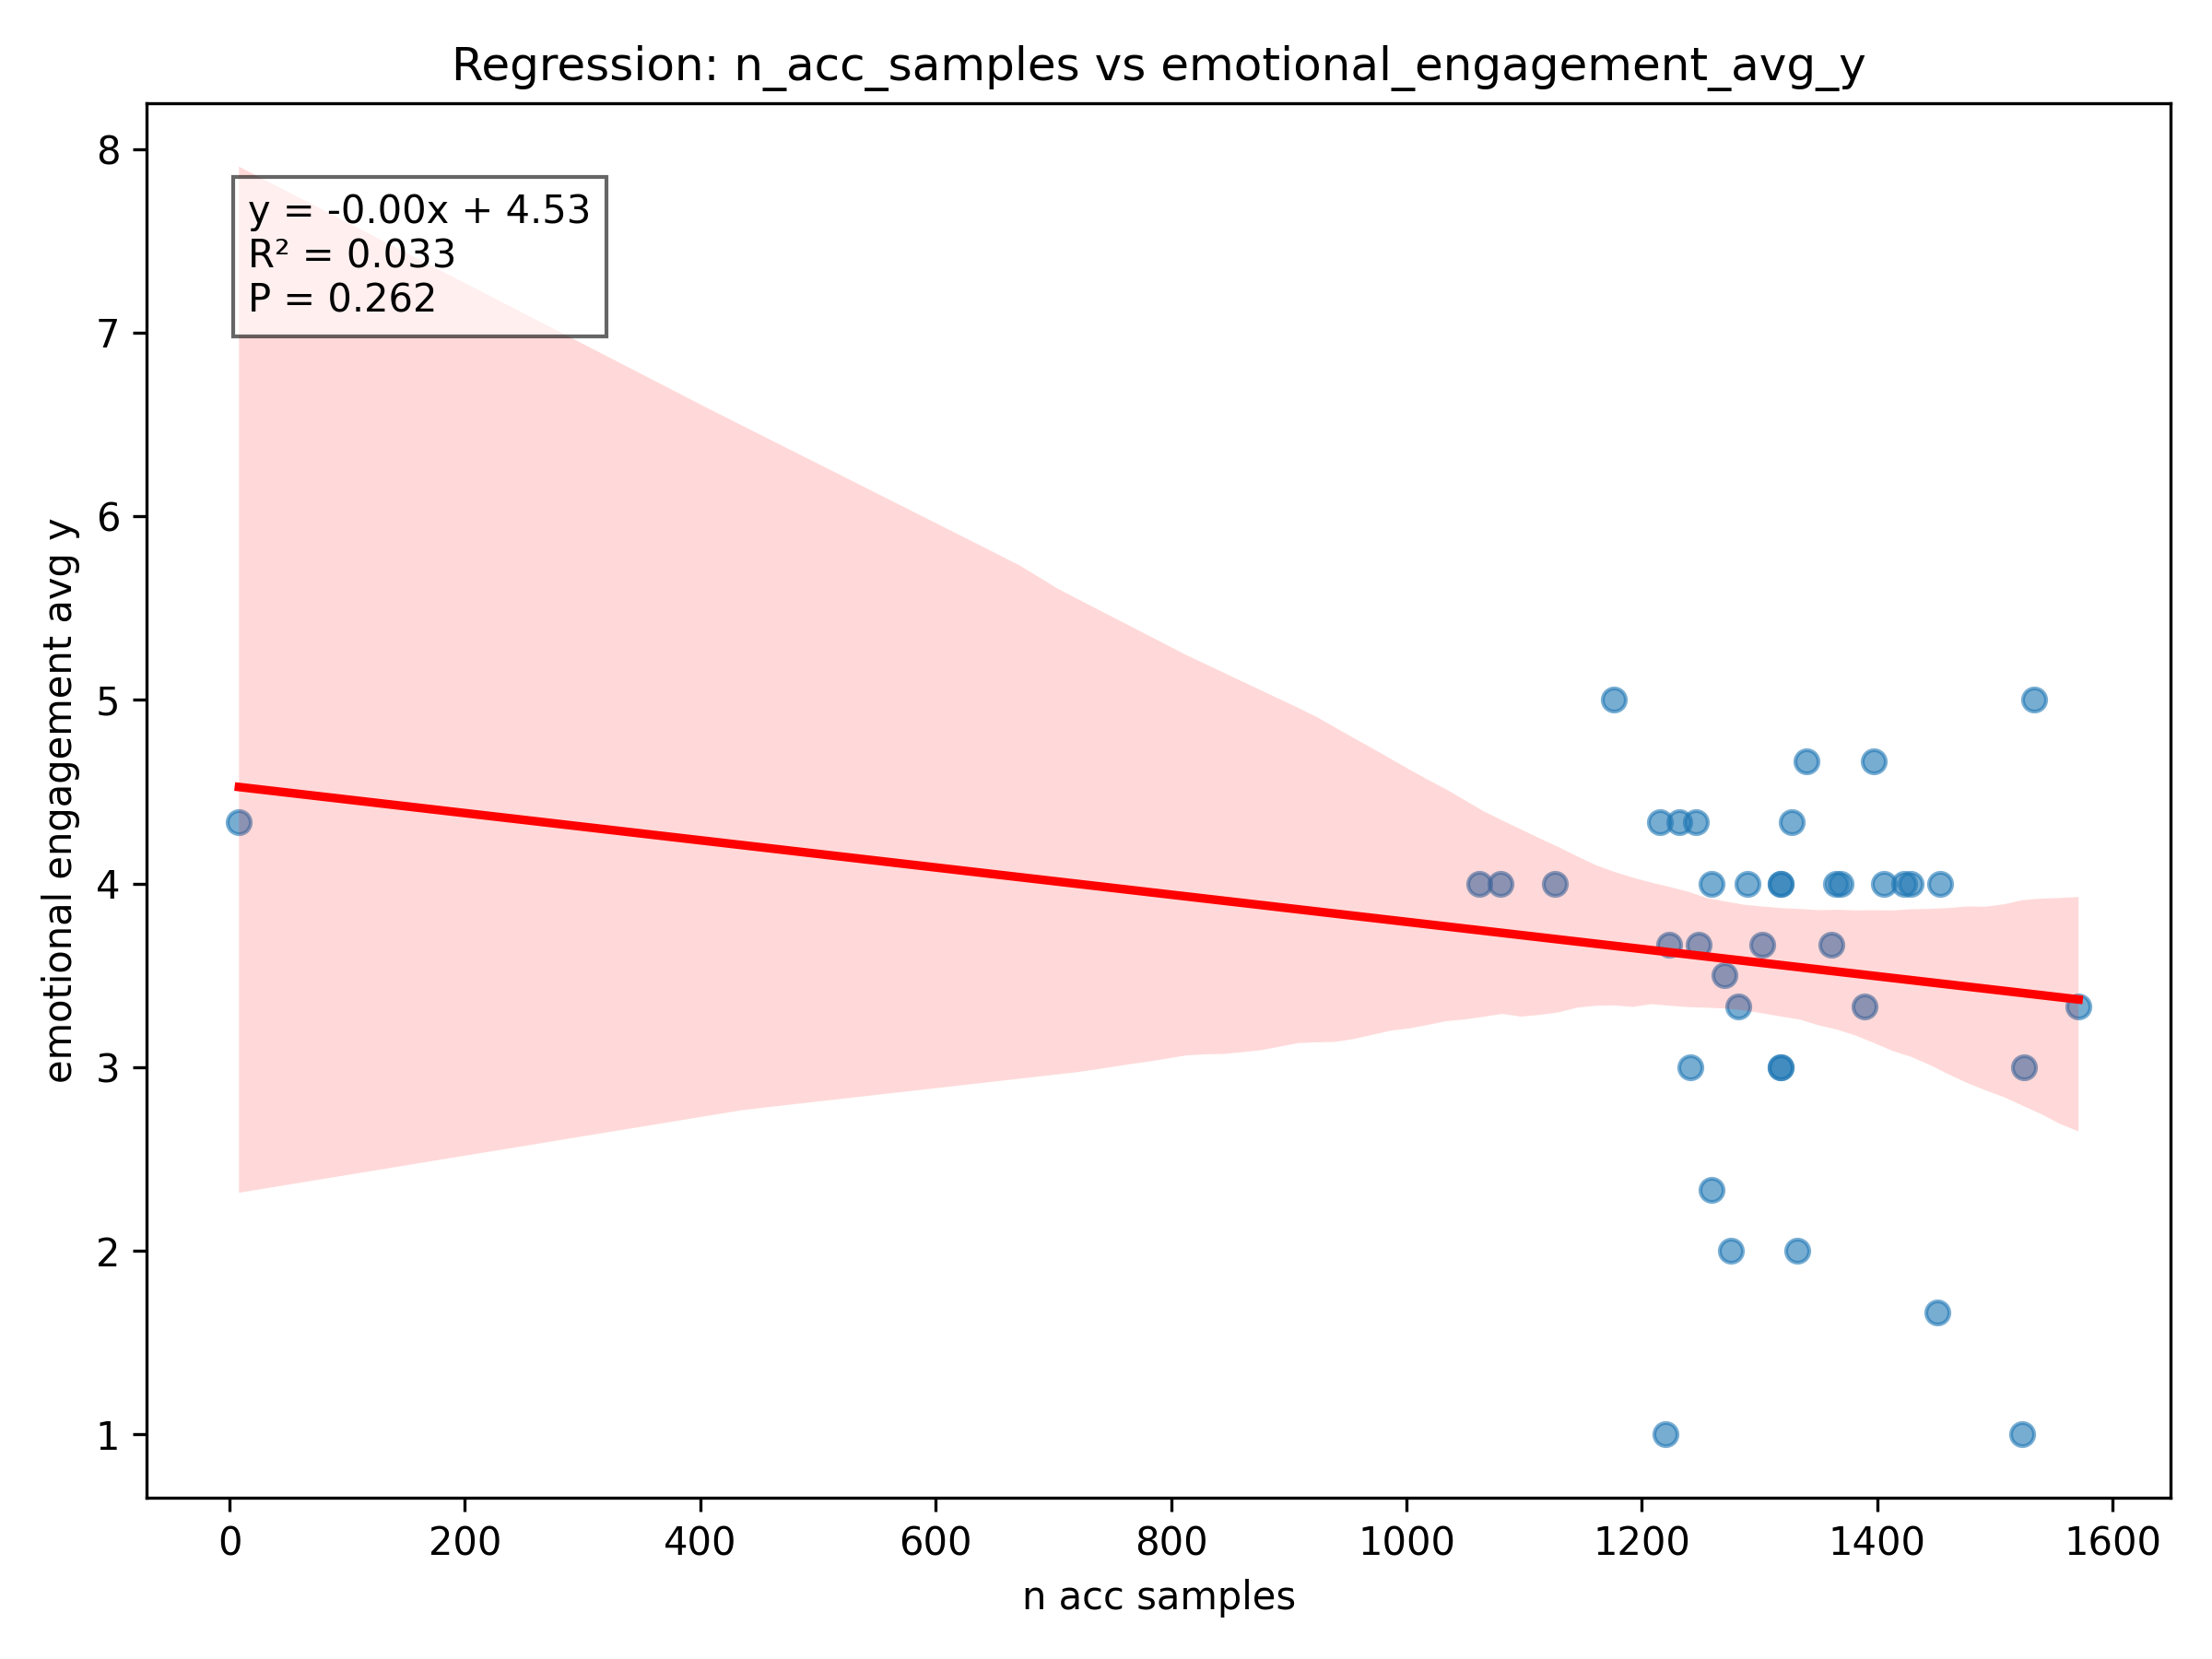 Regression: n_acc_samples vs emotional_engagement_avg_y
8
y = -0.00x + 4.53
R² = 0.033
P = 0.262
7
6
5
4
3
2
1
emotional engagement avg y
0 200 400 600 800 1000 1200 1400 1600
n acc samples